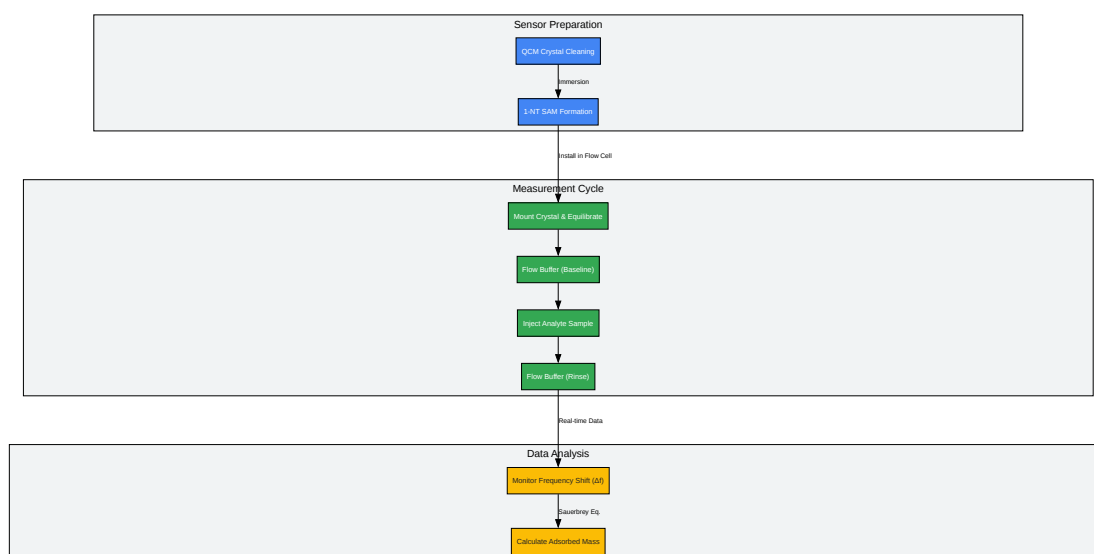 Sensor Preparation
QCM Crystal Cleaning
Immersion
1-NT SAM Formation
Install in Flow Cell
Measurement Cycle
Mount Crystal & Equilibrate
Flow Buffer (Baseline)
Inject Analyte Sample
Flow Buffer (Rinse)
Real-time Data
Data Analysis
Monitor Frequency Shift (Δf)
Sauerbrey Eq.
Calculate Adsorbed Mass